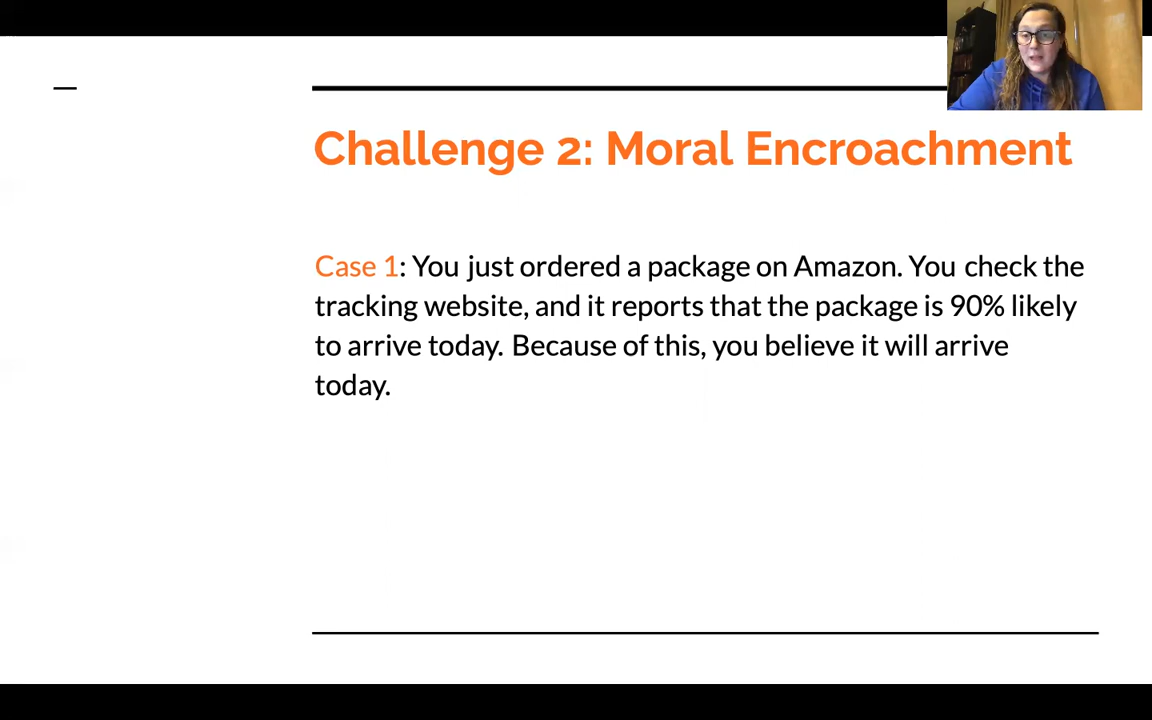 Challenge 2: Moral Encroachment
Case 1: You just ordered a package on Amazon. You check the
tracking website, and it reports that the package is 90% likely
to arrive today. Because of this, you believe it will arrive
today.